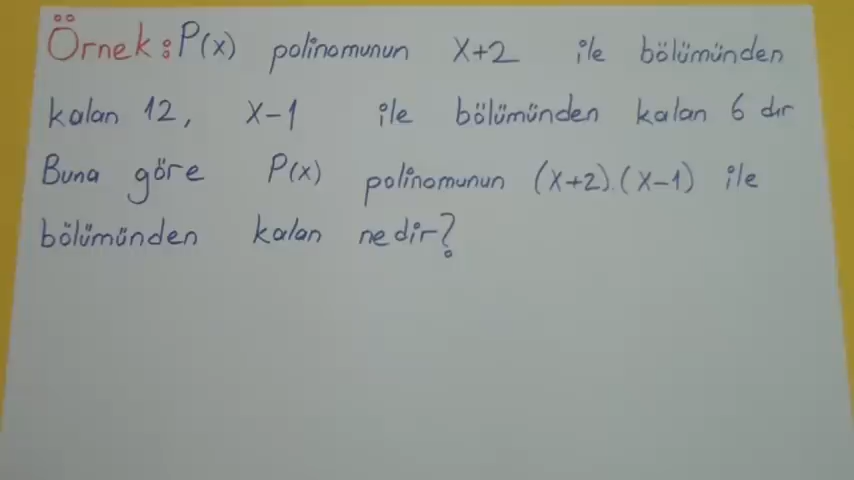 Örnek: P(x) polinomunun x+2 ile bölümünden
kalan 12, x-1 ile bölümünden kalan 6 dır
Buna göre P(x) polinomunun (x+2).(x-1) ile
bölümünden kalan nedir?